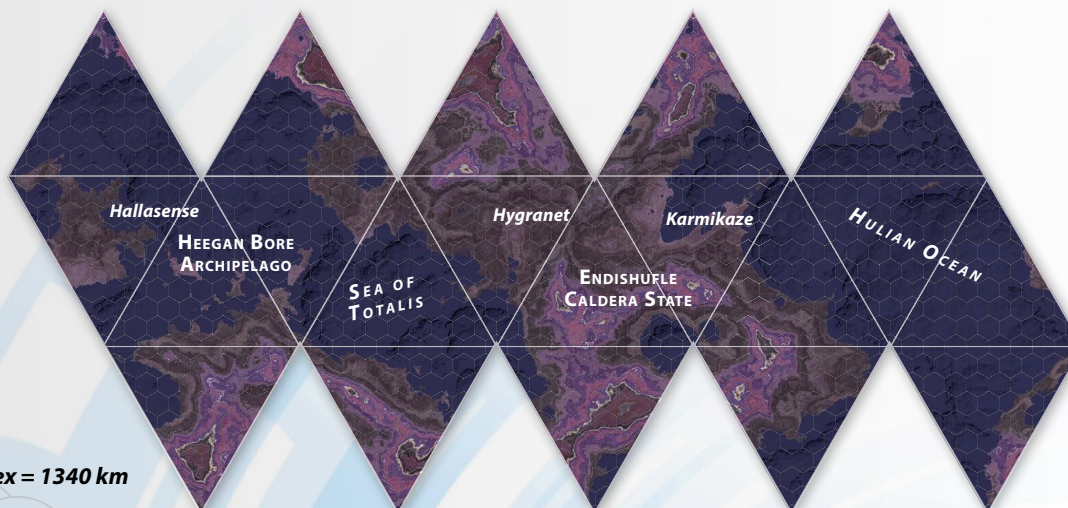 Hallasense
Hygranet
Karmikaze
HEEGAN BORE
ARCHIPELAGO
SEA OF
TOTALIS
ENDISHUFLE
CALDERA STATE
HULIAN OCEAN
ex = 1340 km